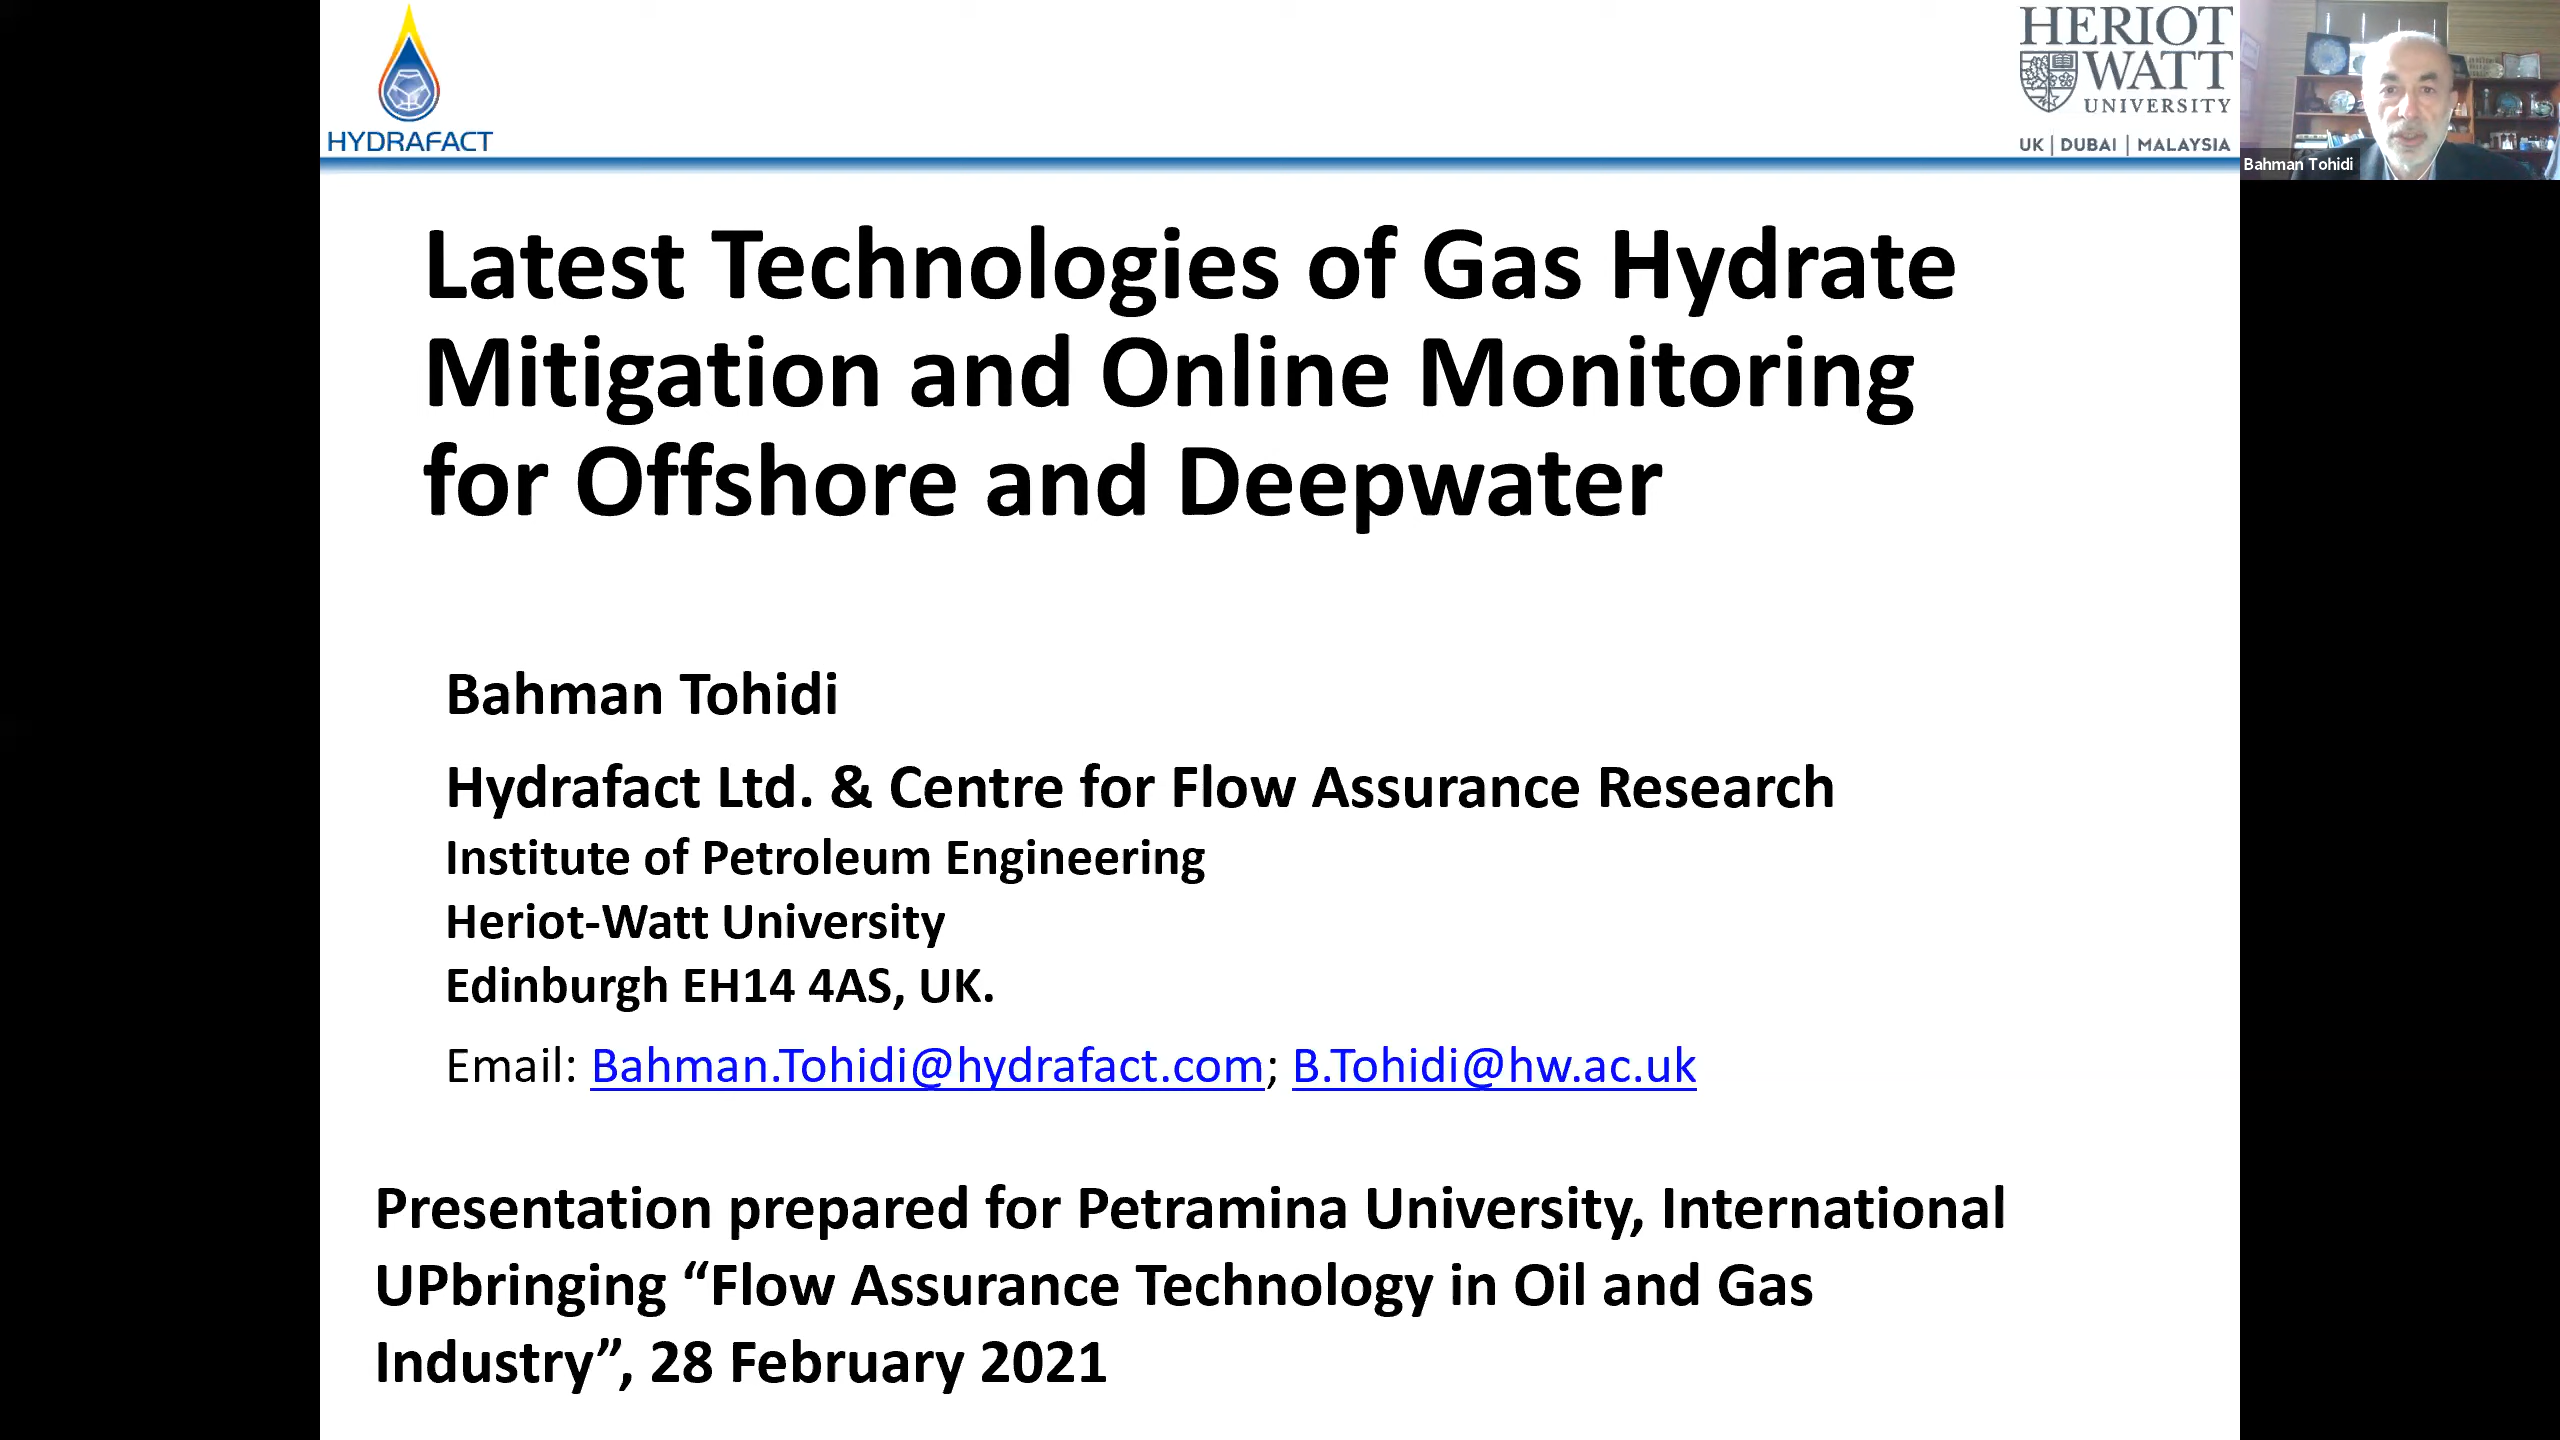 HYDRAFACT
HERIOT
WATT
UNIVERSITY
UK | DUBAI | MALAYSIA
Bahman Tohidi
Latest Technologies of Gas Hydrate
Mitigation and Online Monitoring
for Offshore and Deepwater
Bahman Tohidi
Hydrafact Ltd. & Centre for Flow Assurance Research
Institute of Petroleum Engineering
Heriot-Watt University
Edinburgh EH14 4AS, UK.
Email: Bahman.Tohidi@hydrafact.com; B.Tohidi@hw.ac.uk
Presentation prepared for Petramina University, International
UPbringing “Flow Assurance Technology in Oil and Gas
Industry”, 28 February 2021